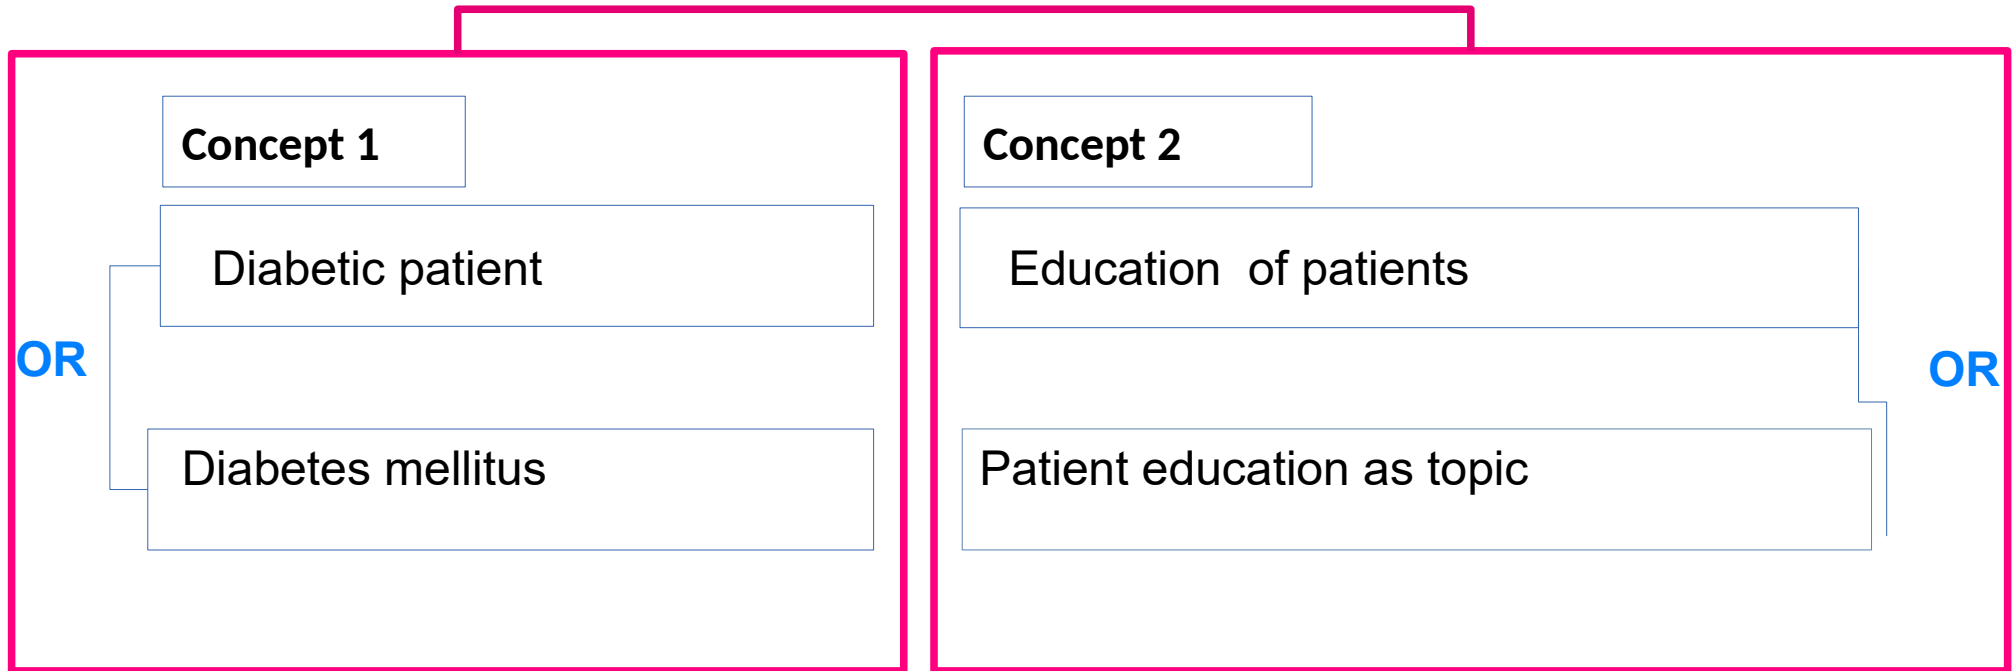 Concept 1
Diabetic patient
OR
Diabetes mellitus
Concept 2
Education  of patients
OR
Patient education as topic